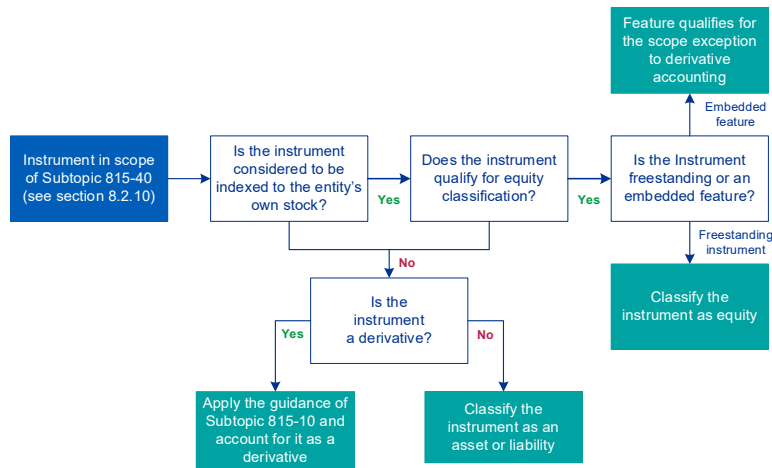 Feature qualifies for
the scope exception
to derivative
accounting
Embedded
feature
Instrument in scope
of Subtopic 815-40
(see section 8.2.10)
Is the instrument
considered to be
indexed to the entity's
own stock?
Yes
Does the instrument
qualify for equity
classification?
Yes
Is the Instrument
freestanding or an
embedded feature?
Freestanding
instrument
No
Classify the
instrument as equity
Is the
instrument
a derivative?
Yes
No
Apply the guidance of
Subtopic 815-10 and
account for it as a
derivative
Classify the
instrument as an
asset or liability